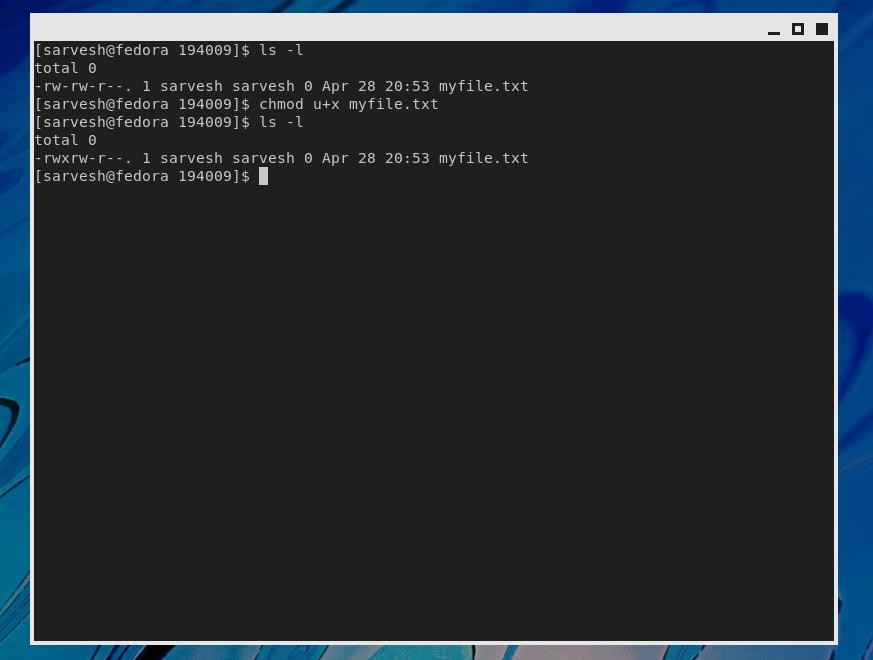 [sarvesh@fedora 194009]$ ls -l
total 0
-rw-rw-r--. 1 sarvesh sarvesh 0 Apr 28 20:53 myfile.txt
[sarvesh@fedora 194009]$ chmod u+x myfile.txt
[sarvesh@fedora 194009]$ ls -l
total 0
-rwxrw-r--. 1 sarvesh sarvesh 0 Apr 28 20:53 myfile.txt
[sarvesh@fedora 194009]$